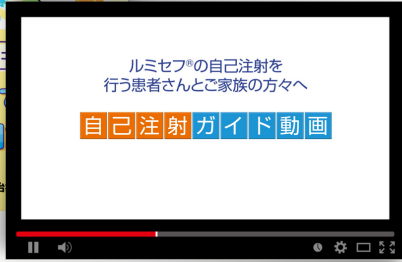 ルミセフ®の自己注射を
行う患者さんとご家族の方々へ
自己注射ガイド動画